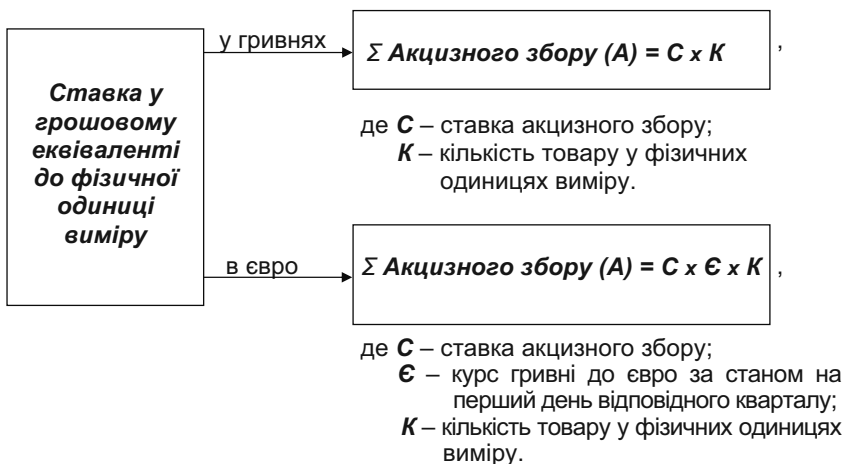 Ставка у
грошовому
еквіваленті
до фізичної
одиниці
виміру
у гривнях
Σ Акцизного збору (А) = С х К ,
де С – ставка акцизного збору;
К – кількість товару у фізичних
одиницях виміру.
в євро
Σ Акцизного збору (А) = С х Є х К ,
де С – ставка акцизного збору;
Є – курс гривні до євро за станом на
перший день відповідного кварталу;
К – кількість товару у фізичних одиницях
виміру.